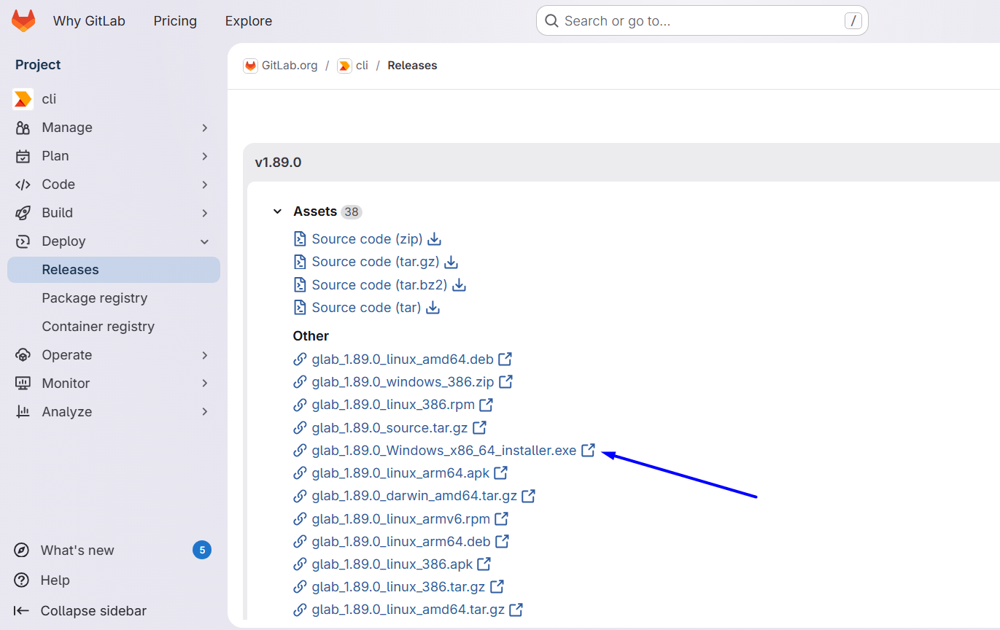 Why GitLab Pricing Explore Search or go to... /
Project
cli
Manage
Plan
Code
Build
Deploy
Releases
Package registry
Container registry
Operate
Monitor
Analyze
What's new 5
Help
Collapse sidebar
GitLab.org / cli / Releases
v1.89.0
Assets 38
Source code (zip)
Source code (tar.gz)
Source code (tar.bz2)
Source code (tar)
Other
glab_1.89.0_linux_amd64.deb
glab_1.89.0_windows_386.zip
glab_1.89.0_linux_386.rpm
glab_1.89.0_source.tar.gz
glab_1.89.0_Windows_x86_64_installer.exe
glab_1.89.0_linux_arm64.apk
glab_1.89.0_darwin_amd64.tar.gz
glab_1.89.0_linux_armv6.rpm
glab_1.89.0_linux_arm64.deb
glab_1.89.0_linux_386.apk
glab_1.89.0_linux_386.tar.gz
glab_1.89.0_linux_amd64.tar.gz